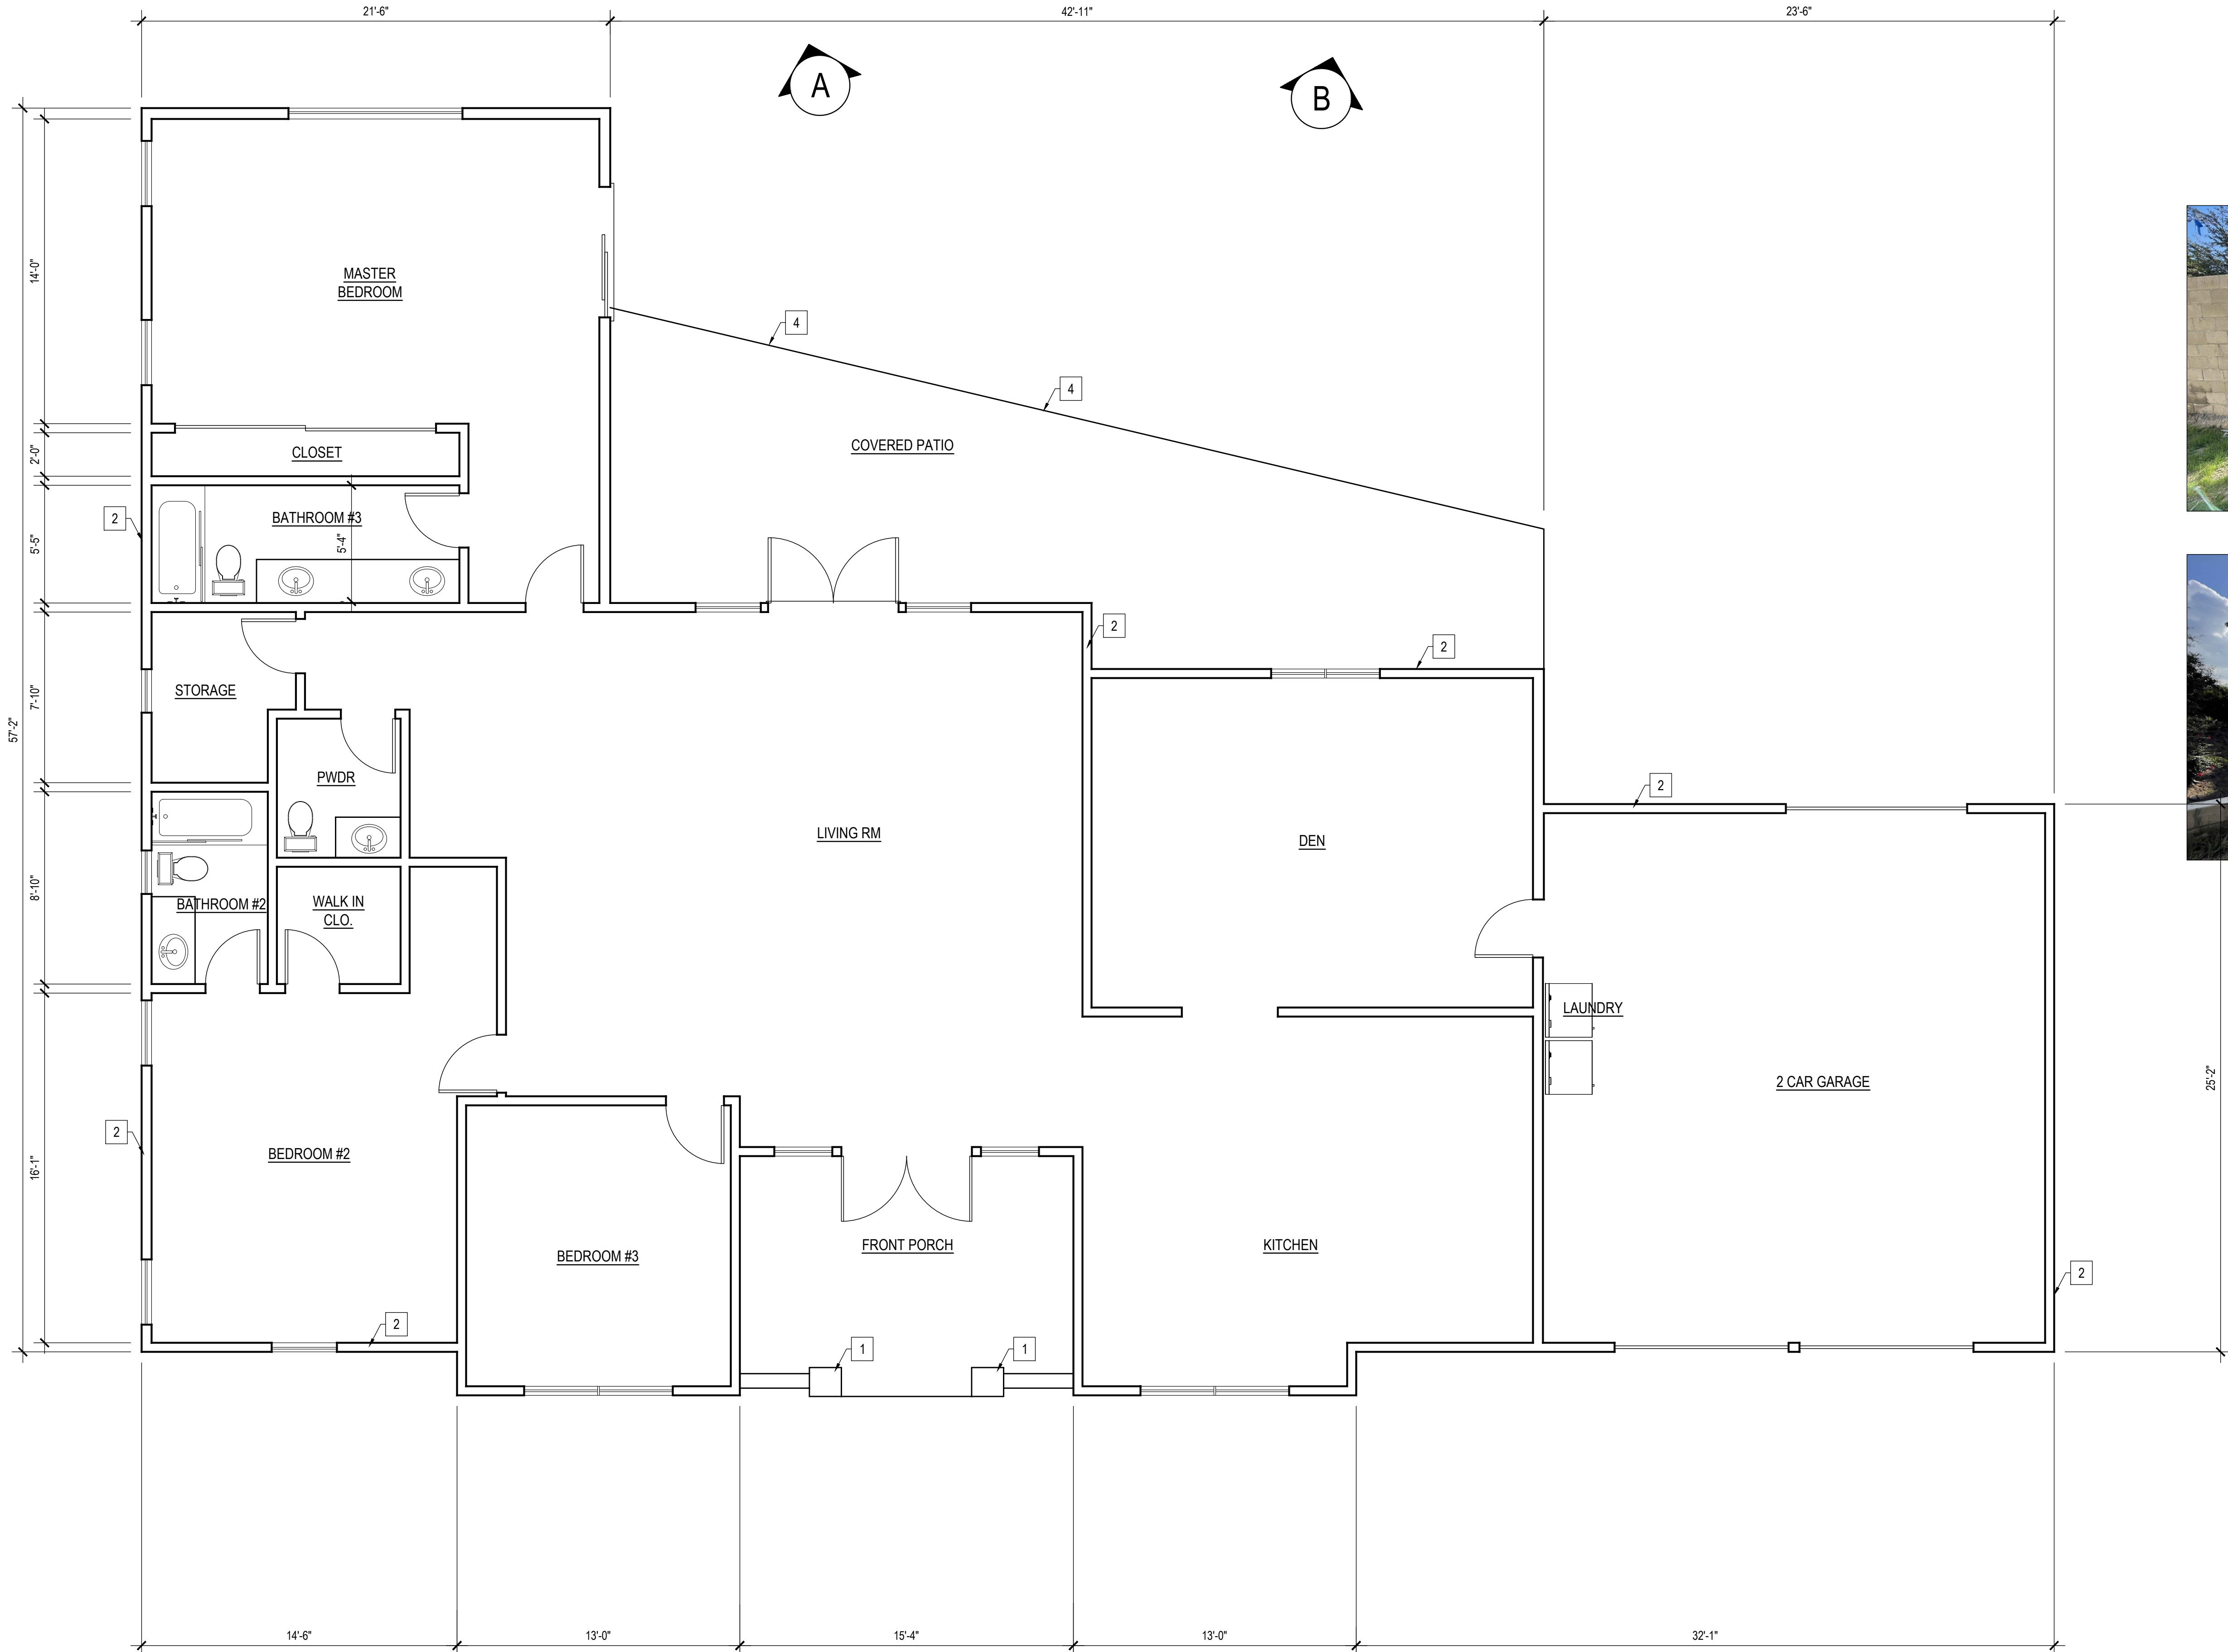 21'-6"
42'-11"
23'-6"
A
B
14'-0"
MASTER
BEDROOM
4
4
2'-0"
CLOSET
COVERED PATIO
2
5'-5"
BATHROOM #3
5'-4"
2
2
7'-10"
STORAGE
57'-2"
PWDR
2
LIVING RM
DEN
8'-10"
BATHROOM #2
WALK IN
CLO.
LAUNDRY
2 CAR GARAGE
25'-2"
2
16'-1"
BEDROOM #2
BEDROOM #3
FRONT PORCH
KITCHEN
2
2
1
1
14'-6"
13'-0"
15'-4"
13'-0"
32'-1"